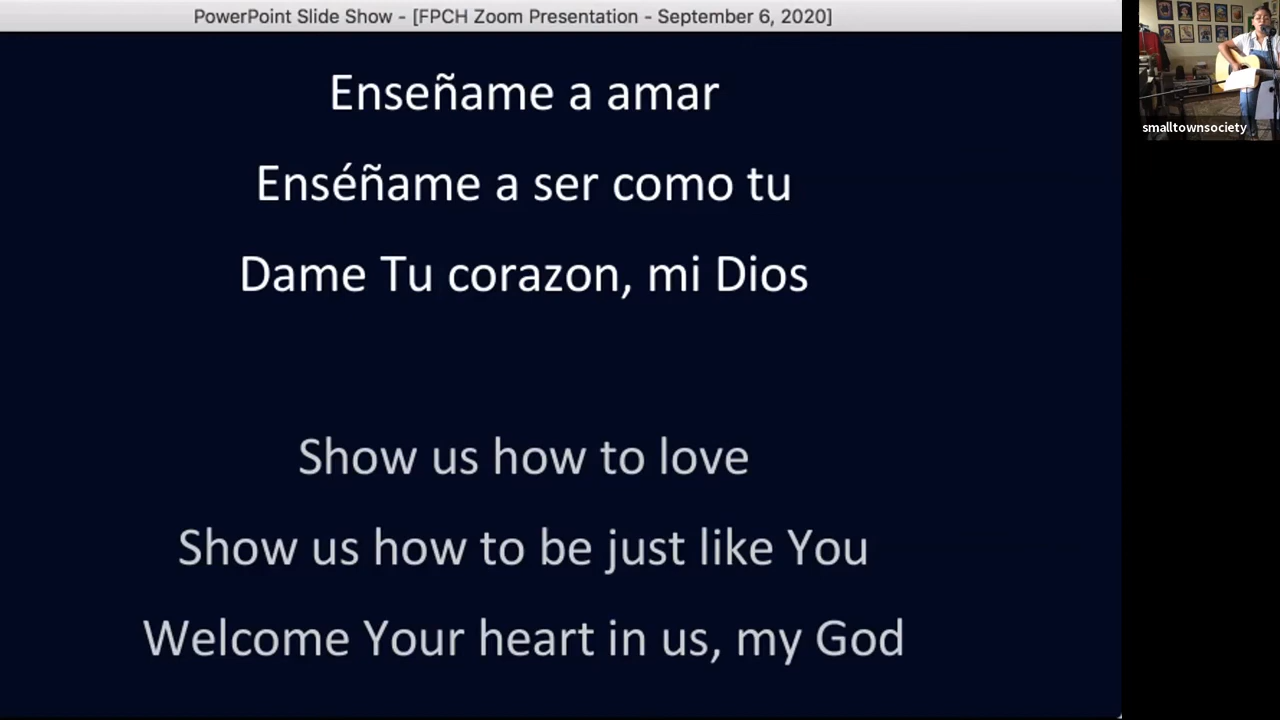 PowerPoint Slide Show - [FPCH Zoom Presentation - September 6, 2020]
Enseñame a amar
Enséñame a ser como tu
Dame Tu corazon, mi Dios
Show us how to love
Show us how to be just like You
Welcome Your heart in us, my God
smalltownsociety